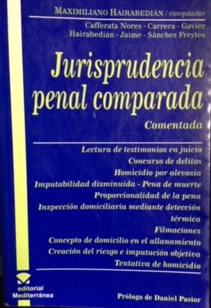 MAXIMILIANO HAIRABEDIÁN / compilador
Cafferata Nores - Carrera - Gavier
Hairabedián - Jaime - Sánchez Freytes
Jurisprudencia
penal comparada
Comentada
Lectura de testimonios en juicio
Concurso de delitos
Homicidio por alevosía
Imputabilidad disminuida - Pena de muerte
Proporcionalidad de la pena
Inspección domiciliaria mediante detección
térmica
Filmaciones
Concepto de domicilio en el allanamiento
Creación del riesgo e imputación objetiva
Tentativa de homicidio
editorial
Mediterránea
Prólogo de Daniel Pastor